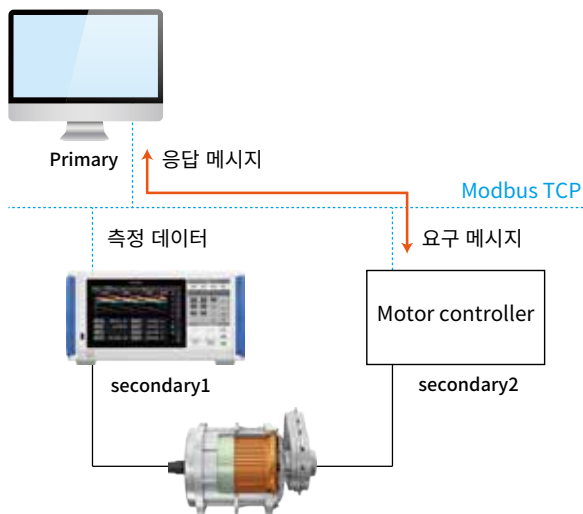 Primary
응답 메시지
Modbus TCP
측정 데이터
요구 메시지
Motor controller
secondary1
secondary2